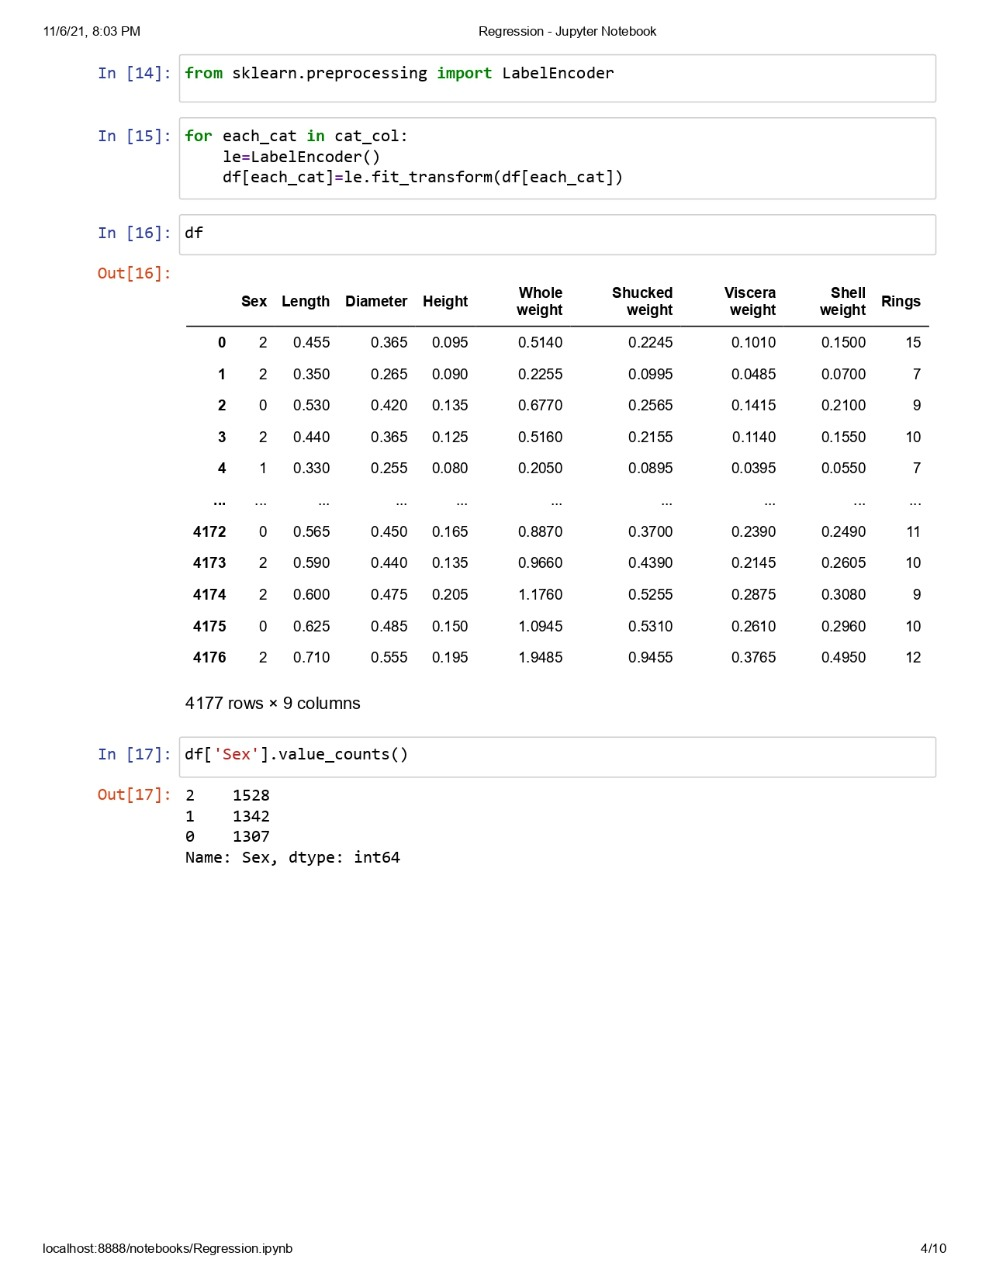 11/6/21, 8:03 PM Regression - Jupyter Notebook
In [14]: from sklearn.preprocessing import LabelEncoder
In [15]: for each_cat in cat_col:
le=LabelEncoder()
df[each_cat]=le.fit_transform(df[each_cat])
In [16]: df
Out[16]:
Sex Length Diameter Height Whole weight Shucked weight Viscera weight Shell weight Rings
0 2 0.455 0.365 0.095 0.5140 0.2245 0.1010 0.1500 15
1 2 0.350 0.265 0.090 0.2255 0.0995 0.0485 0.0700 7
2 0 0.530 0.420 0.135 0.6770 0.2565 0.1415 0.2100 9
3 2 0.440 0.365 0.125 0.5160 0.2155 0.1140 0.1550 10
4 1 0.330 0.255 0.080 0.2050 0.0895 0.0395 0.0550 7
... ... ... ... ... ... ... ... ... ...
4172 0 0.565 0.450 0.165 0.8870 0.3700 0.2390 0.2490 11
4173 2 0.590 0.440 0.135 0.9660 0.4390 0.2145 0.2605 10
4174 2 0.600 0.475 0.205 1.1760 0.5255 0.2875 0.3080 9
4175 0 0.625 0.485 0.150 1.0945 0.5310 0.2610 0.2960 10
4176 2 0.710 0.555 0.195 1.9485 0.9455 0.3765 0.4950 12
4177 rows × 9 columns
In [17]: df['Sex'].value_counts()
Out[17]: 2 1528
1 1342
0 1307
Name: Sex, dtype: int64
localhost:8888/notebooks/Regression.ipynb 4/10